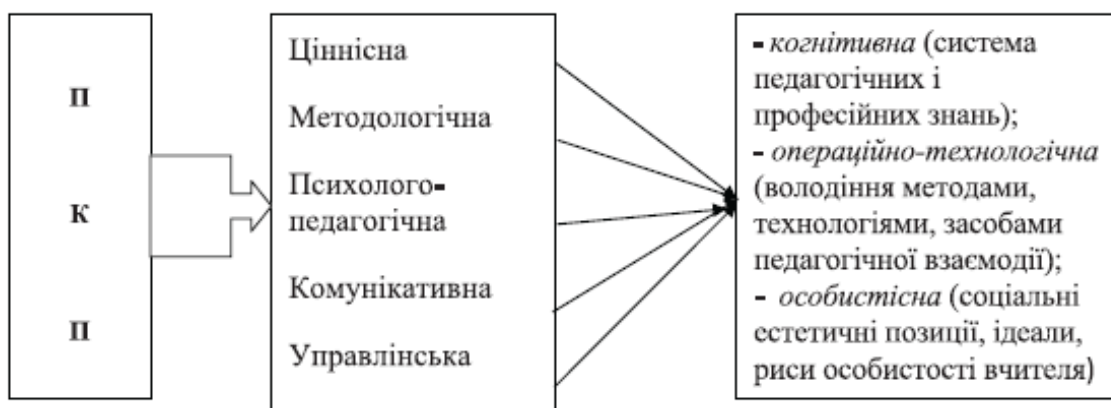 П
К
П
Ціннісна
Методологічна
Психолого-
педагогічна
Комунікативна
Управлінська
- когнітивна (система
педагогічних і
професійних знань);
- операційно-технологічна
(володіння методами,
технологіями, засобами
педагогічної взаємодії);
- особистісна (соціальні
естетичні позиції, ідеали,
риси особистості вчителя)